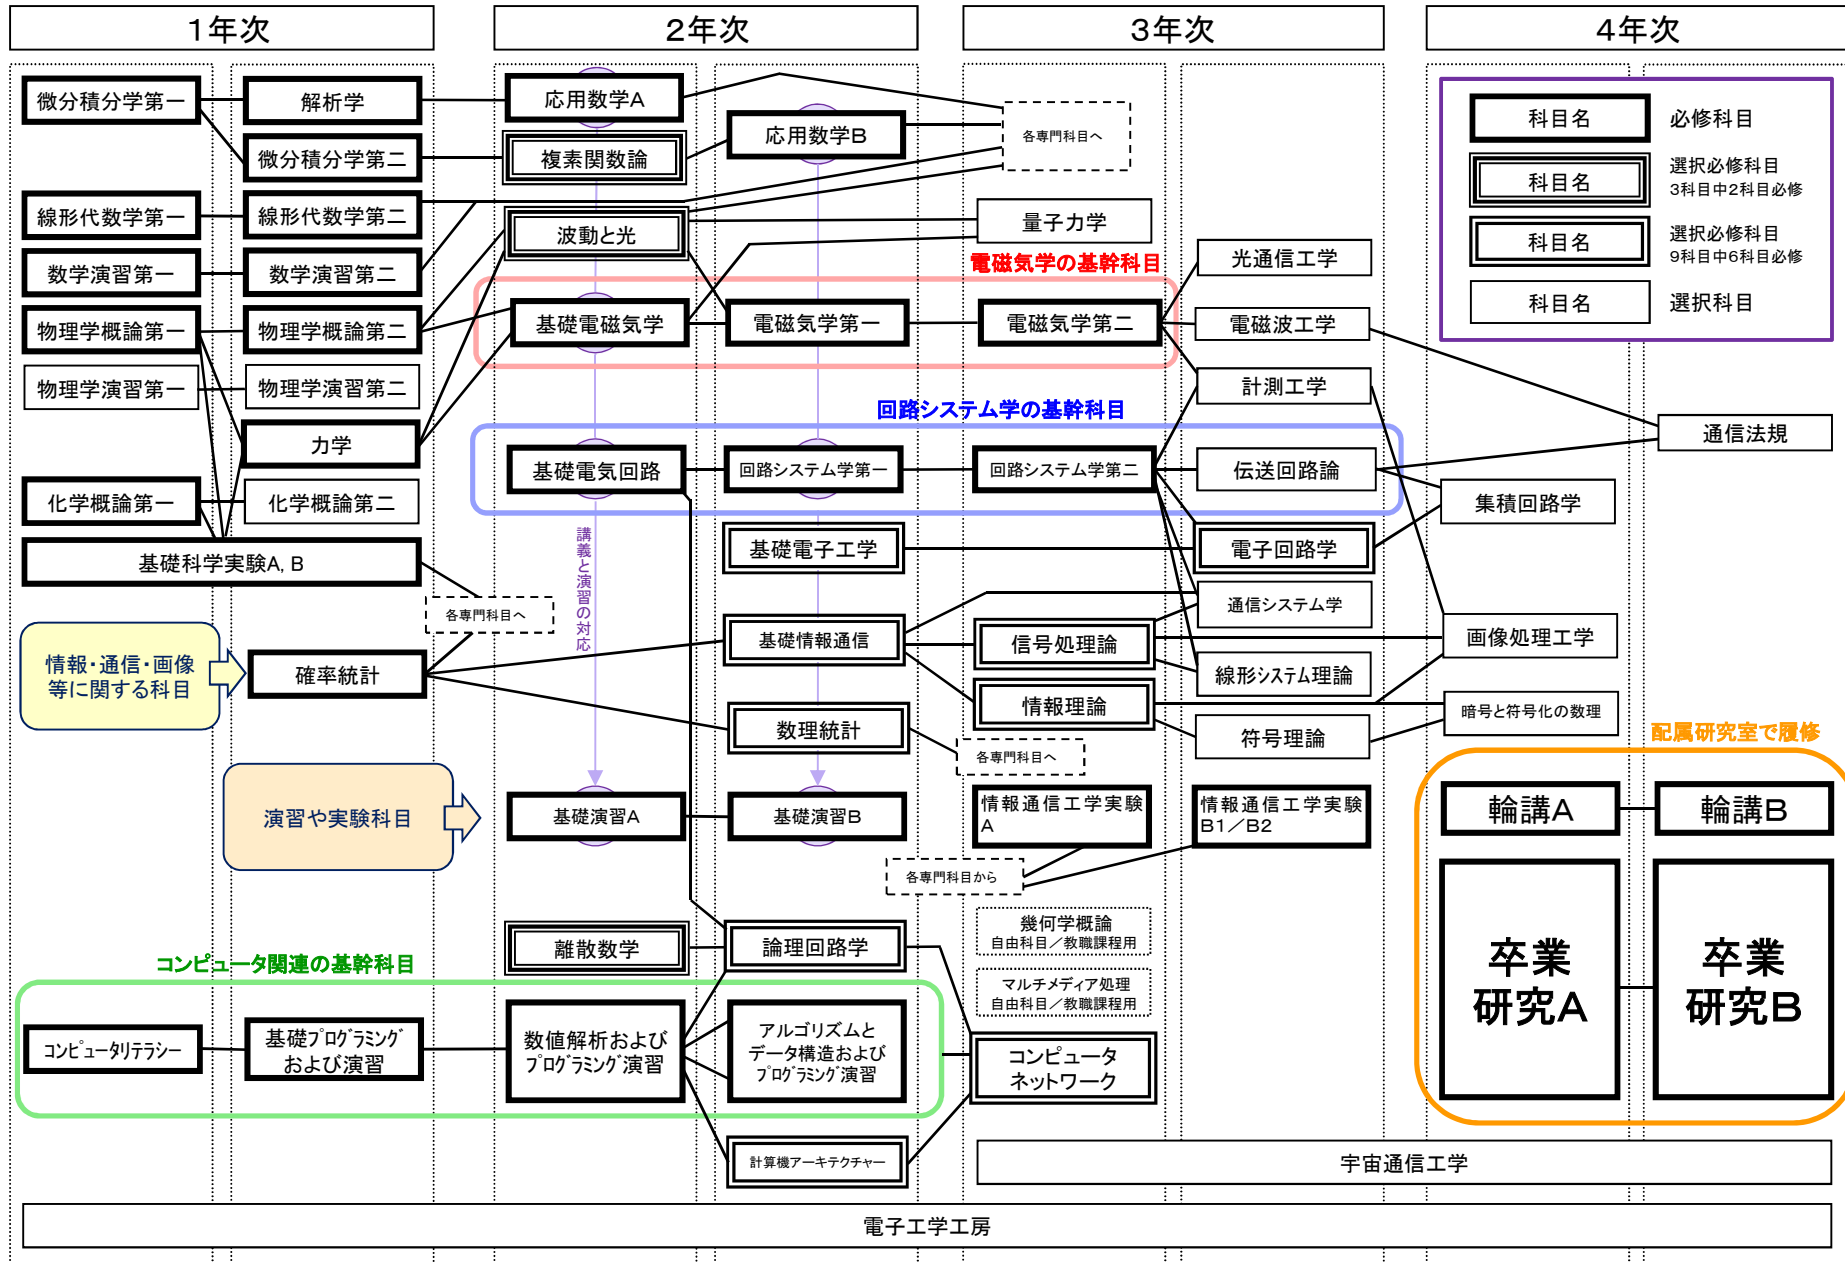 1年次
2年次
3年次
4年次
微分積分学第一
解析学
応用数学A
応用数学B
微分積分学第二
複素関数論
各専門科目へ
線形代数学第一
線形代数学第二
波動と光
量子力学
数学演習第一
数学演習第二
電磁気学の基幹科目
光通信工学
物理学概論第一
物理学概論第二
基礎電磁気学
電磁気学第一
電磁気学第二
電磁波工学
物理学演習第一
物理学演習第二
計測工学
回路システム学の基幹科目
力学
基礎電気回路
回路システム学第一
回路システム学第二
伝送回路論
通信法規
化学概論第一
化学概論第二
集積回路学
基礎科学実験A, B
講義と演習の対応
基礎電子工学
電子回路学
各専門科目へ
通信システム学
情報・通信・画像
等に関する科目
確率統計
基礎情報通信
信号処理論
画像処理工学
線形システム理論
情報理論
暗号と符号化の数理
数理統計
符号理論
各専門科目へ
配属研究室で履修
演習や実験科目
基礎演習A
基礎演習B
情報通信工学実験
A
情報通信工学実験
B1／B2
輪講A
輪講B
各専門科目から
幾何学概論
自由科目／教職課程用
離散数学
論理回路学
マルチメディア処理
自由科目／教職課程用
卒業
研究A
卒業
研究B
コンピュータ関連の基幹科目
コンピュータリテラシー
基礎プログラミング
および演習
数値解析および
プログラミング演習
アルゴリズムと
データ構造および
プログラミング演習
コンピュータ
ネットワーク
計算機アーキテクチャー
宇宙通信工学
電子工学工房
科目名
必修科目
科目名
選択必修科目
3科目中2科目必修
科目名
選択必修科目
9科目中6科目必修
科目名
選択科目